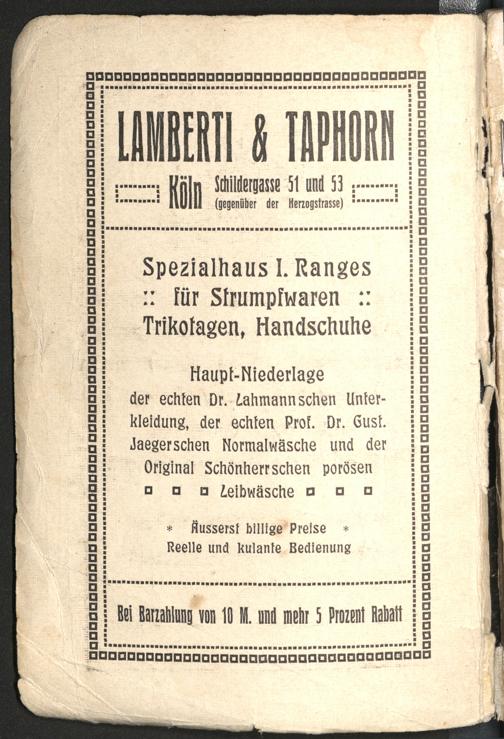 LAMBERTI & TAPHORN
Köln Schildergasse 51 und 53
(gegenüber der Herzogstrasse)
Spezialhaus I. Ranges
:: für Strumpfwaren ::
Trikotagen, Handschuhe
Haupt-Niederlage
der echten Dr. Lahmannschen Unter-
kleidung, der echten Prof. Dr. Gust.
Jaegerschen Normalwäsche und der
Original Schönherrschen porösen
Leibwäsche
* Äusserst billige Preise *
Reelle und kulante Bedienung
Bei Barzahlung von 10 M. und mehr 5 Prozent Rabatt